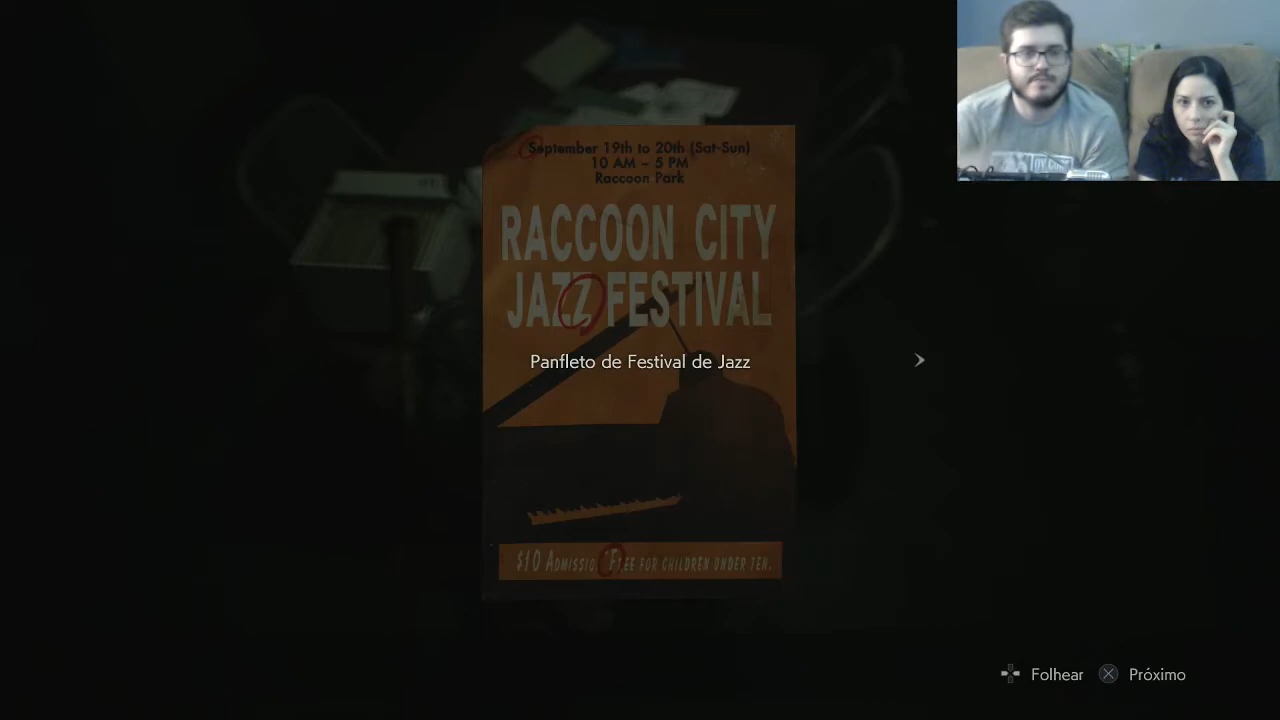 September 19th to 20th (Sat-Sun)
10 AM – 5 PM
Raccoon Park
RACCOON CITY
JAZZ FESTIVAL
Panfleto de Festival de Jazz
$10 ADMISSIO FREE FOR CHILDREN UNDER TEN.
Folhear
Próximo